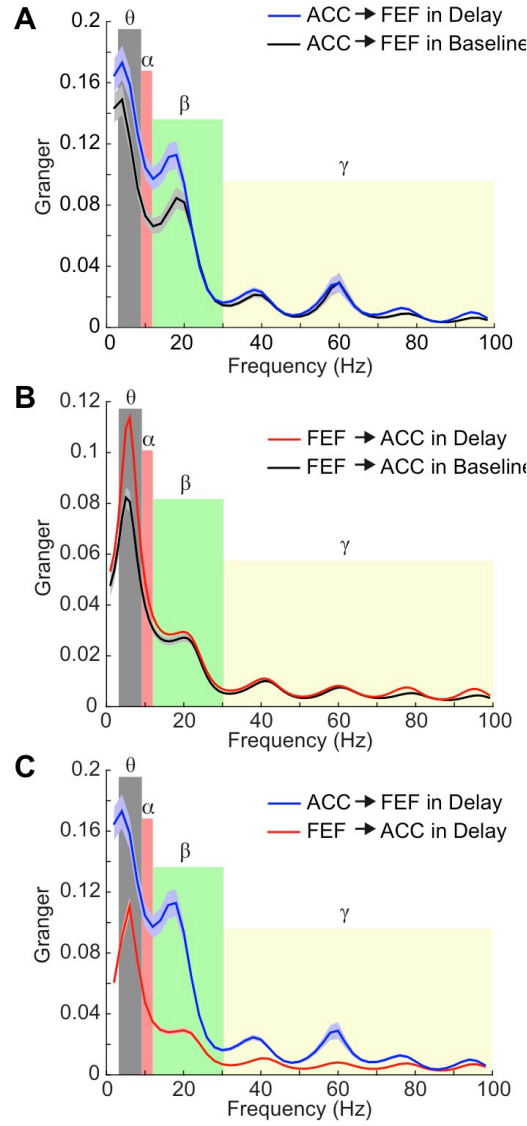 A
θ
ACC → FEF in Delay
ACC → FEF in Baseline
α
β
γ
0.2
0.16
0.12
0.08
0.04
0
Granger
0 20 40 60 80 100
Frequency (Hz)
B
θ
FEF → ACC in Delay
FEF → ACC in Baseline
α
β
γ
0.12
0.1
0.08
0.06
0.04
0.02
0
Granger
0 20 40 60 80 100
Frequency (Hz)
C
θ
ACC → FEF in Delay
FEF → ACC in Delay
α
β
γ
0.2
0.16
0.12
0.08
0.04
0
Granger
0 20 40 60 80 100
Frequency (Hz)